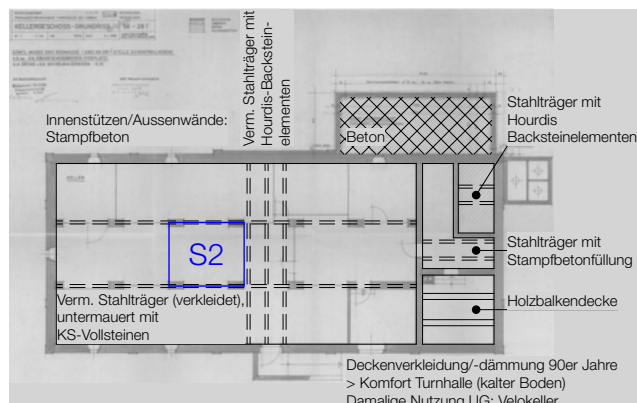 KELLERGESCHOSS - GRUNDRISS
Verm. Stahlträger mit
Hourdis-Backstein-
elementen
Innenstützen/Aussenwände:
Stampfbeton
Beton
Stahlträger mit
Hourdis
Backsteinelementen
KELLER
S2
Stahlträger mit
Stampfbetonfüllung
Verm. Stahlträger (verkleidet),
untermauert mit
KS-Vollsteinen
Holzbalkendecke
Deckenverkleidung/-dämmung 90er Jahre
> Komfort Turnhalle (kalter Boden)
Damalige Nutzung UG: Velokeller